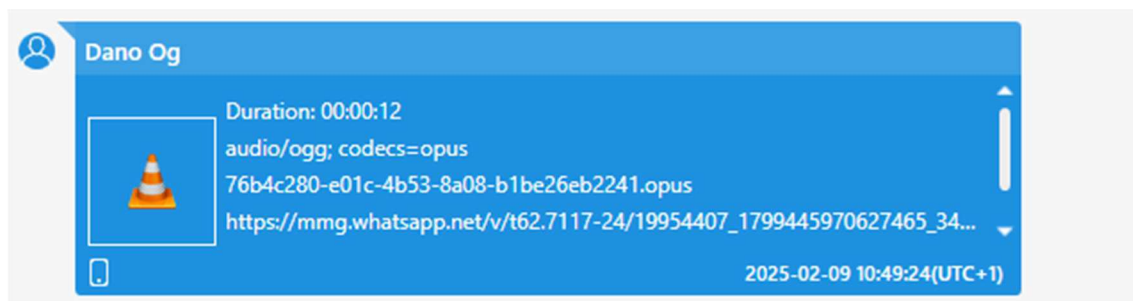 Dano Og
Duration: 00:00:12
audio/ogg; codecs=opus
76b4c280-e01c-4b53-8a08-b1be26eb2241.opus
https://mmg.whatsapp.net/v/t62.7117-24/19954407_1799445970627465_34...
2025-02-09 10:49:24(UTC+1)